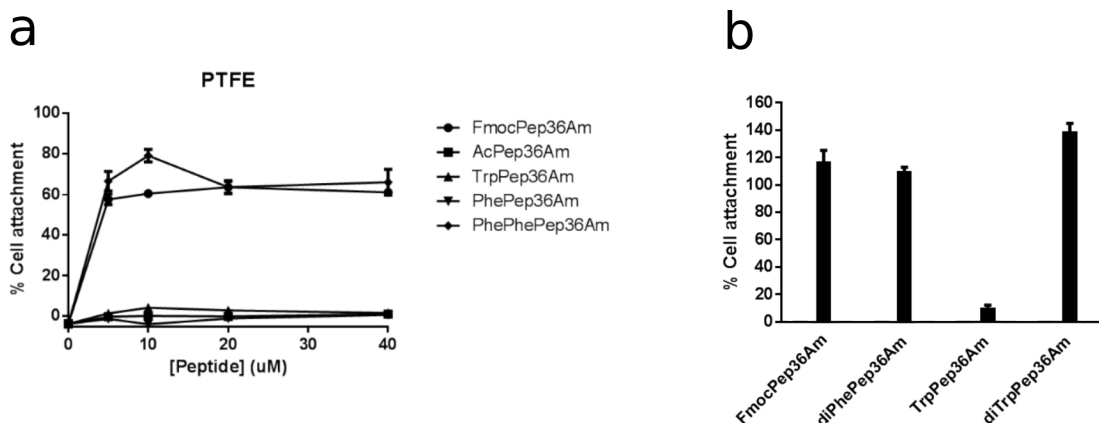 a
PTFE
% Cell attachment
100
80
60
40
20
0
0 10 20 30 40
[Peptide] (uM)
FmocPep36Am
AcPep36Am
TrpPep36Am
PhePep36Am
PhePhePep36Am
b
% Cell attachment
160
140
120
100
80
60
40
20
0
FmocPep36Am
diPhePep36Am
TrpPep36Am
diTrpPep36Am